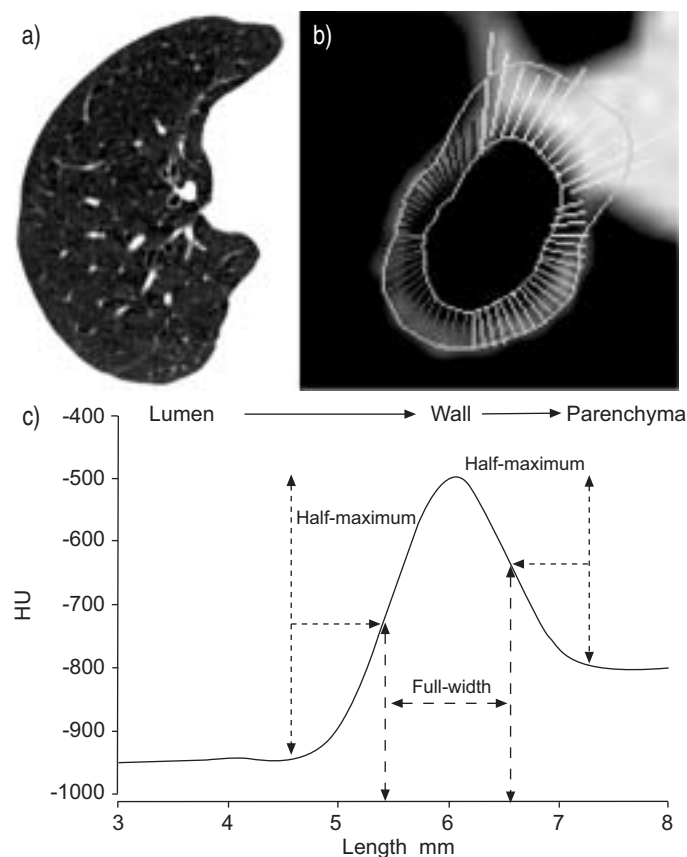 a)
b)
c)
Lumen Wall Parenchyma
-400
-500
-600
-700
-800
-900
-1000
HU
Half-maximum
Half-maximum
Full-width
3 4 5 6 7 8
Length mm